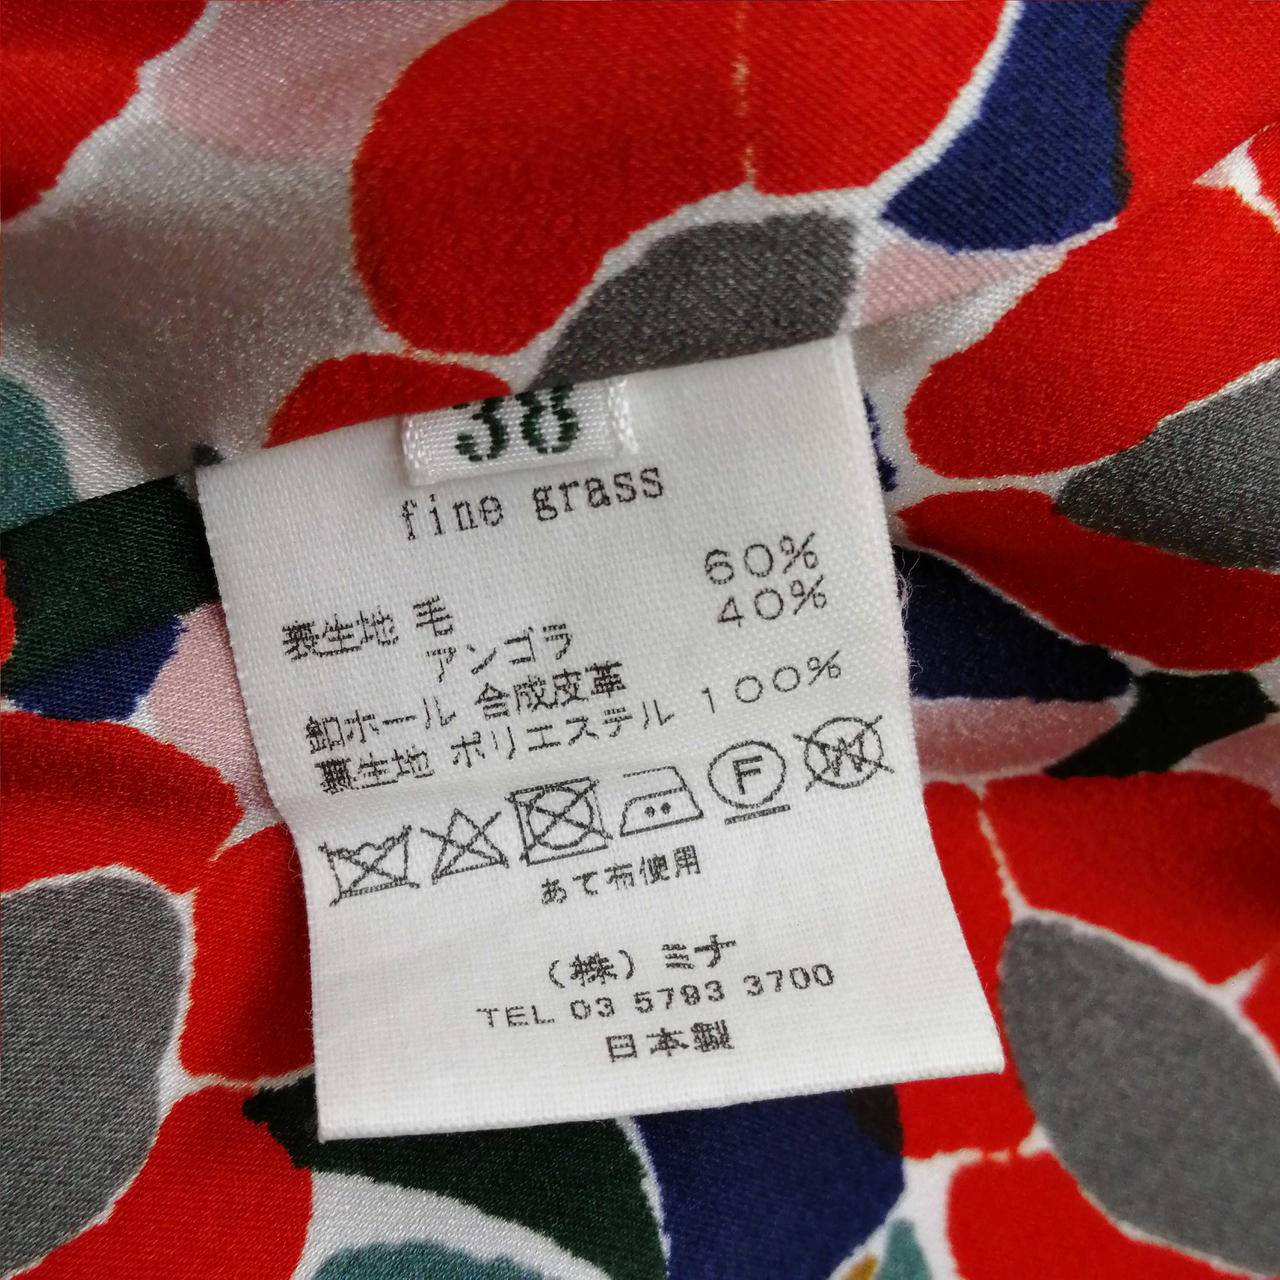 38
fine grass
表生地 毛 60%
アンゴラ 40%
釦ホール 合成皮革
裏生地 ポリエステル 100%
F W
あて布使用
(株) ミナ
TEL 03 5793 3700
日本製